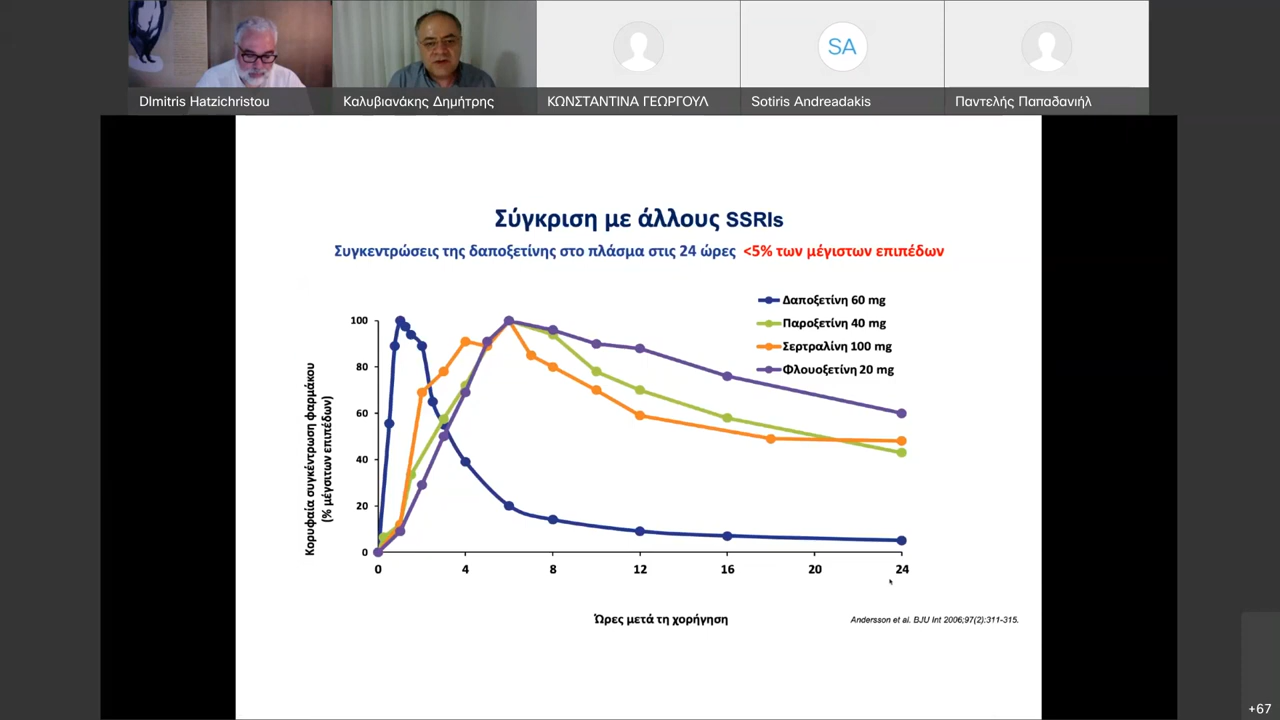 SA
DImitris Hatzichristou
Καλυβιανάκης Δημήτρης
ΚΩΝΣΤΑΝΤΙΝΑ ΓΕΩΡΓΟΥΛ
Sotiris Andreadakis
Παντελής Παπαδανιήλ
Σύγκριση με άλλους SSRIs
Συγκεντρώσεις της δαποξετίνης στο πλάσμα στις 24 ώρες <5% των μέγιστων επιπέδων
Δαποξετίνη 60 mg
Παροξετίνη 40 mg
Σερτραλίνη 100 mg
Φλουοξετίνη 20 mg
Κορυφαία συγκέντρωση φαρμάκου
(% μέγσιτων επιπέδων)
100
80
60
40
20
0
0 4 8 12 16 20 24
Ώρες μετά τη χορήγηση
Andersson et al. BJU Int 2006;97(2):311-315.
+67